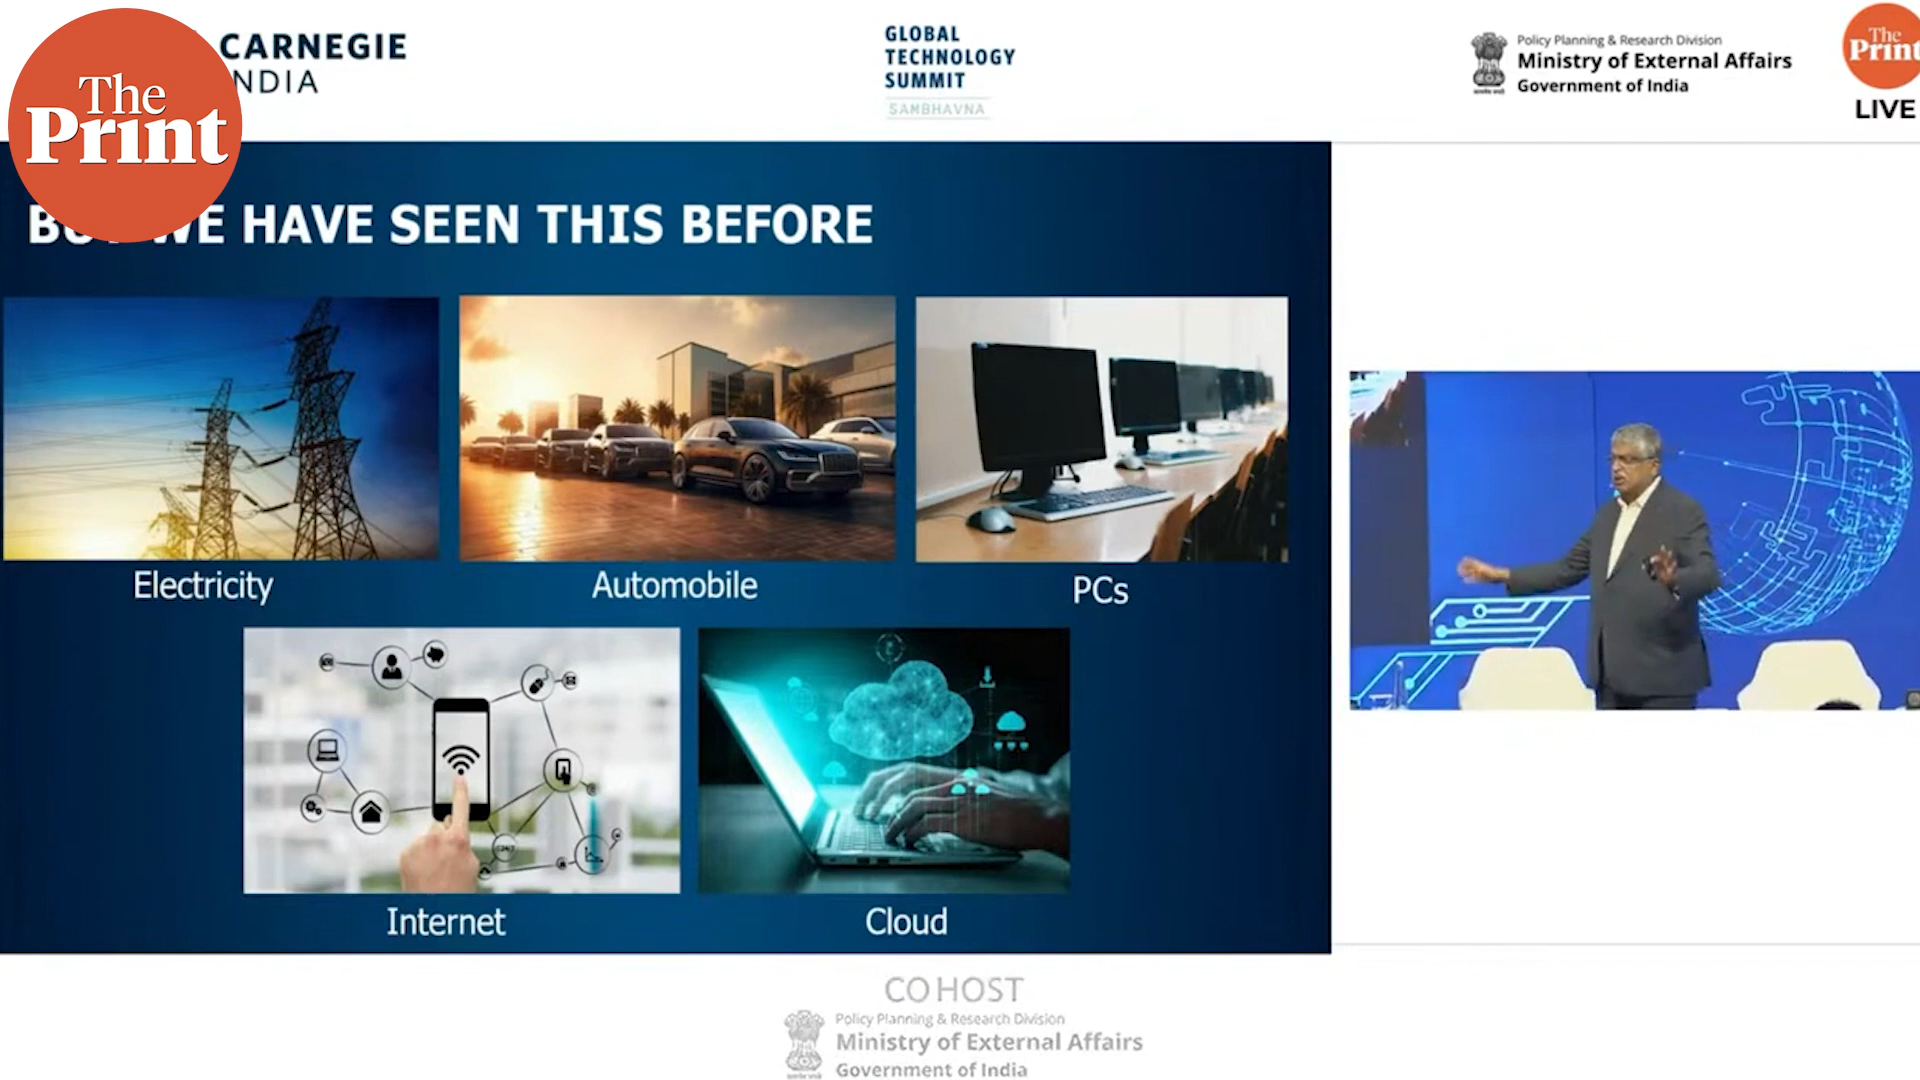 The
Print
CARNEGIE
NDIA
GLOBAL
TECHNOLOGY
SUMMIT
SAMBHAVNA
Policy Planning & Research Division
Ministry of External Affairs
Government of India
The
Print
LIVE
WE HAVE SEEN THIS BEFORE
Electricity
Automobile
PCs
Internet
Cloud
CO HOST
Policy Planning & Research Division
Ministry of External Affairs
Government of India